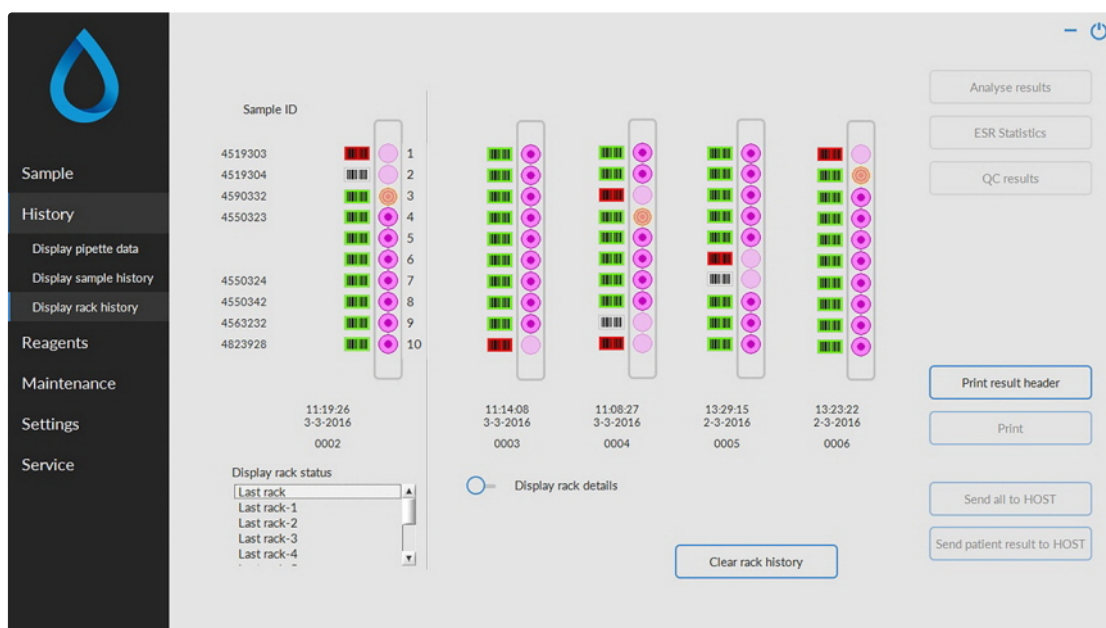 Sample
History
Display pipette data
Display sample history
Display rack history
Reagents
Maintenance
Settings
Service
Sample ID
4519303 1
4519304 2
4590332 3
4550323 4
5
6
4550324 7
4550342 8
4563232 9
4823928 10
11:19:26
3-3-2016
0002
11:14:08
3-3-2016
0003
11:08:27
3-3-2016
0004
13:29:15
2-3-2016
0005
13:23:22
2-3-2016
0006
Display rack status
Last rack
Last rack-1
Last rack-2
Last rack-3
Last rack-4
Display rack details
Clear rack history
Analyse results
ESR Statistics
QC results
Print result header
Print
Send all to HOST
Send patient result to HOST